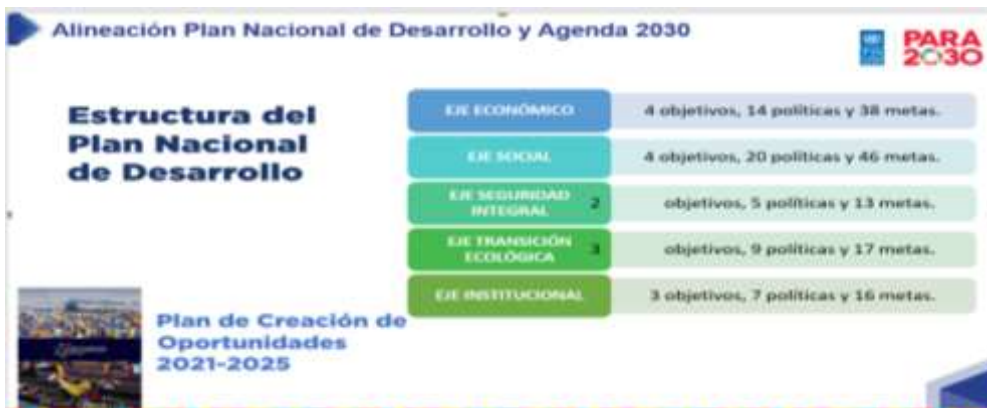 Alineación Plan Nacional de Desarrollo y Agenda 2030
PARA
2030
Estructura del
Plan Nacional
de Desarrollo
EJE ECONÓMICO 4 objetivos, 14 políticas y 38 metas.
EJE SOCIAL 4 objetivos, 20 políticas y 46 metas.
EJE SEGURIDAD
INTEGRAL 2 objetivos, 5 políticas y 13 metas.
EJE TRANSICIÓN
ECOLÓGICA 3 objetivos, 9 políticas y 17 metas.
EJE INSTITUCIONAL 3 objetivos, 7 políticas y 16 metas.
Plan de Creación de
Oportunidades
2021-2025